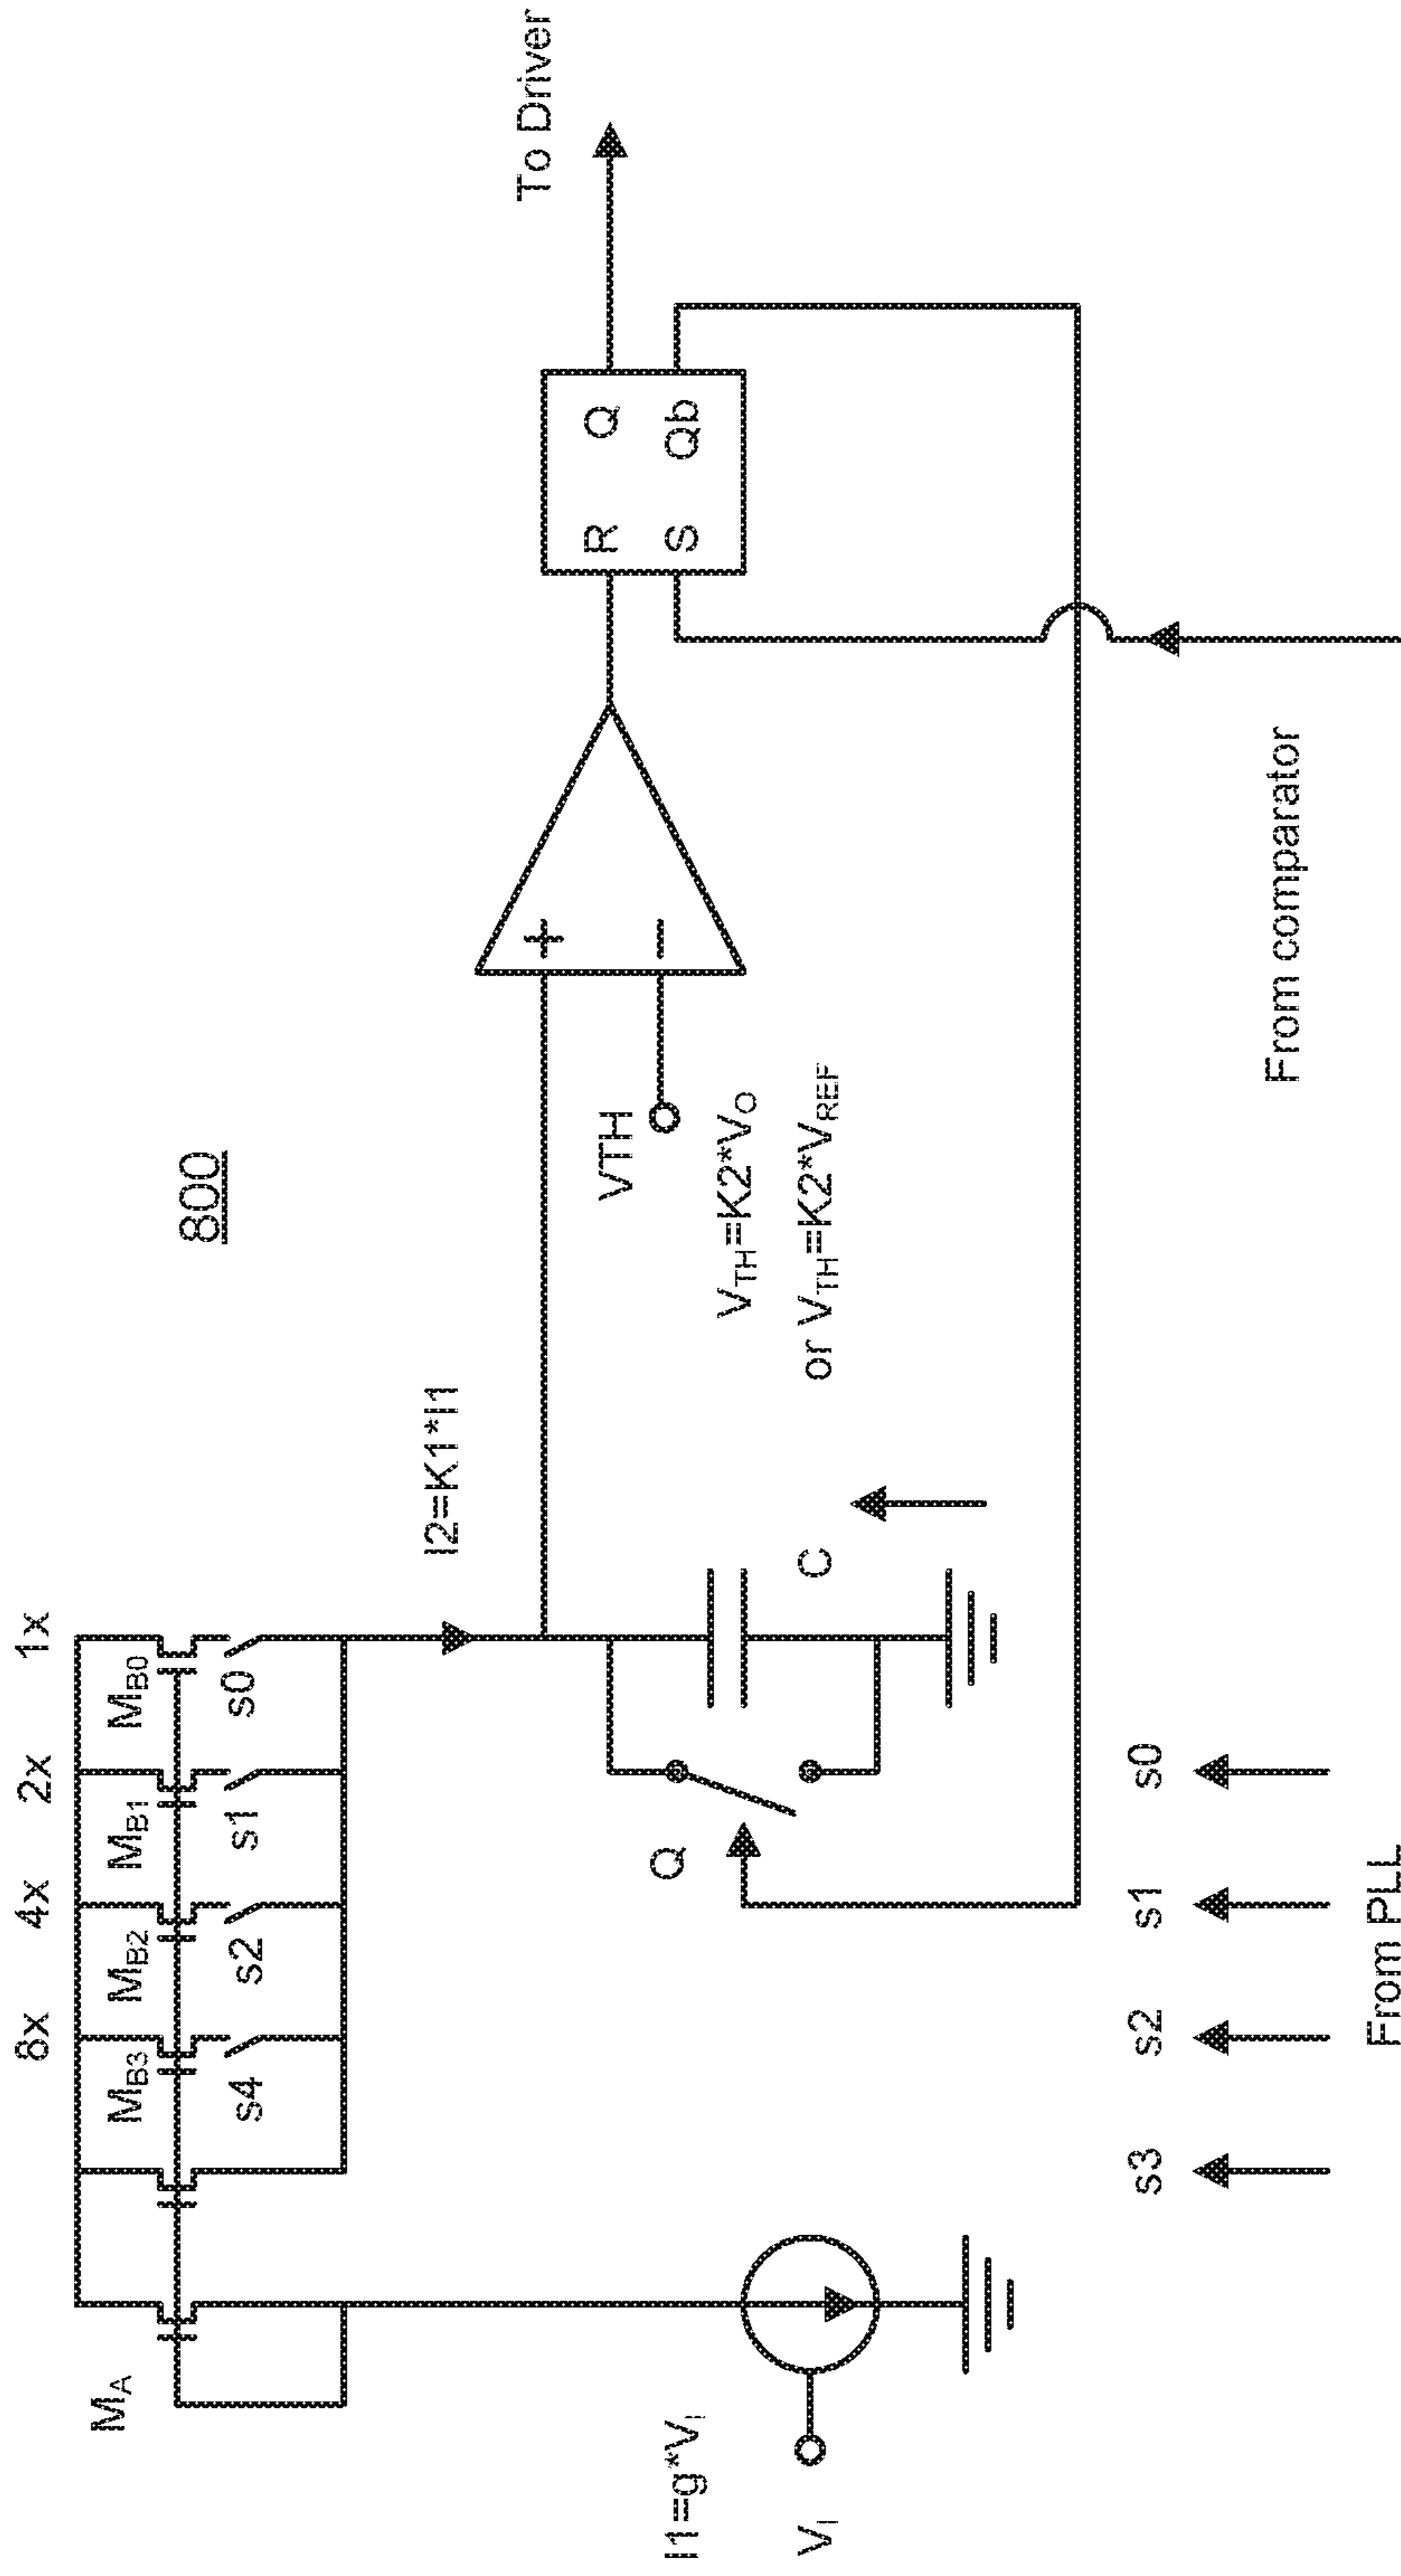 800
8x 4x 2x 1x
M_A
M_B3 M_B2 M_B1 M_B0
s4 s2 s1 s0
I2=K1*I1
To Driver
I1=g*V_I
V_I
Q
C
VTH
V_TH=K2*V_O
or V_TH=K2*V_REF
+
−
R Q
S Qb
s3 s2 s1 s0
From PLL
From comparator